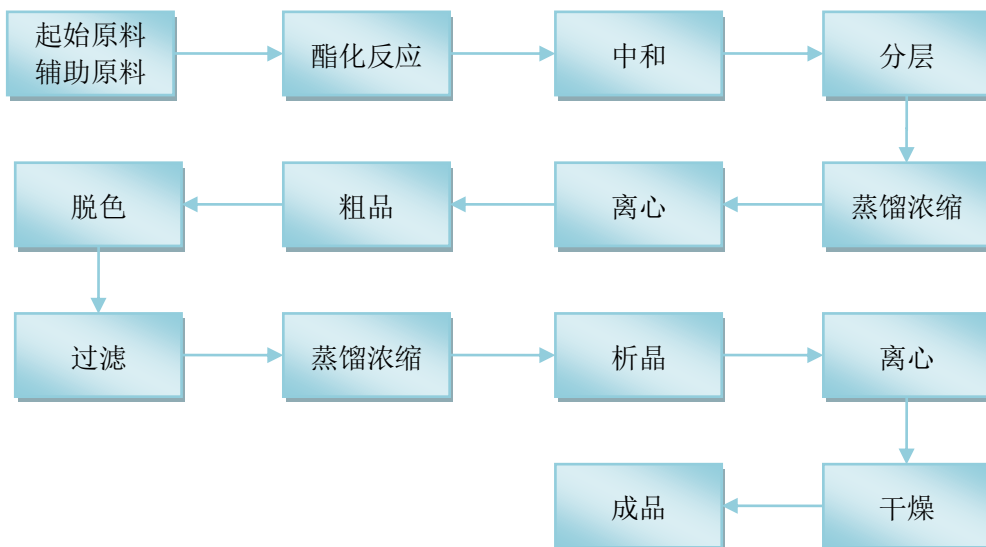 起始原料
辅助原料
酯化反应
中和
分层
蒸馏浓缩
离心
粗品
脱色
过滤
蒸馏浓缩
析晶
离心
干燥
成品